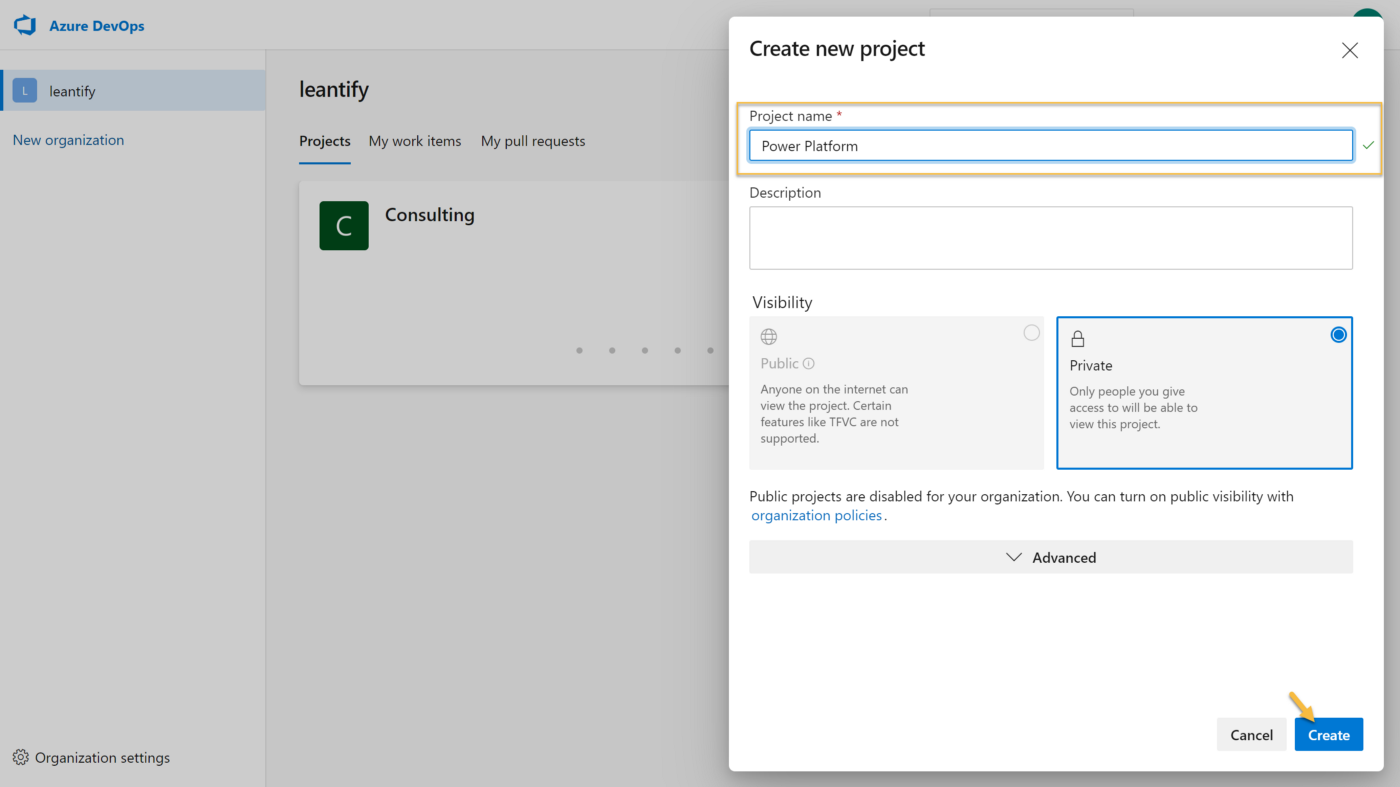 Azure DevOps
L
leantify
New organization
Organization settings
leantify
Projects My work items My pull requests
C
Consulting
Create new project
Project name *
Power Platform
Description
Visibility
Public
Anyone on the internet can
view the project. Certain
features like TFVC are not
supported.
Private
Only people you give
access to will be able to
view this project.
Public projects are disabled for your organization. You can turn on public visibility with
organization policies.
Advanced
Cancel
Create